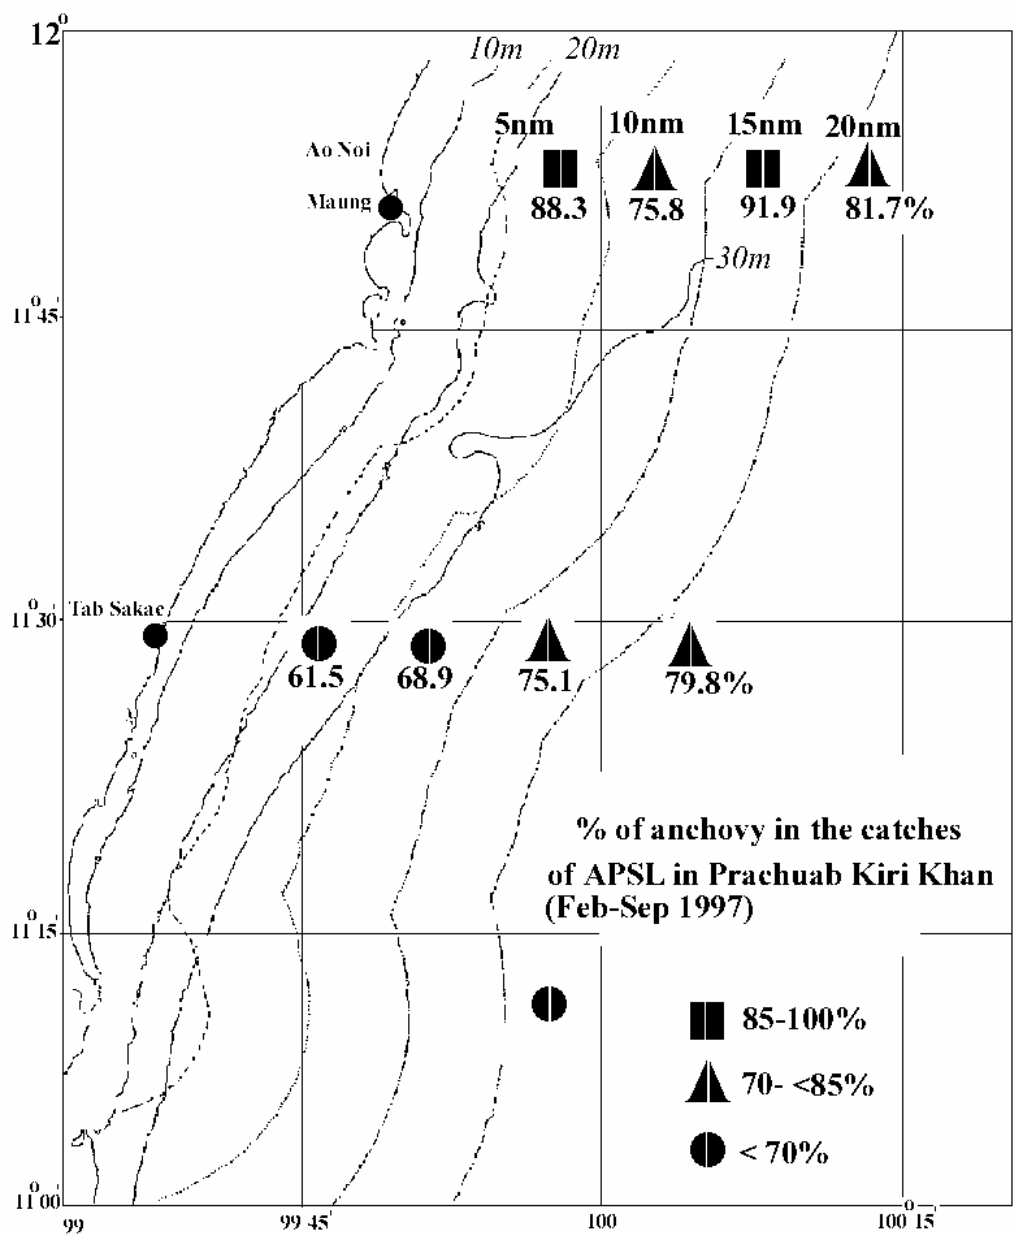 12°
10m 20m
5nm 10nm 15nm 20nm
Ao Noi
Maung
88.3 75.8 91.9 81.7%
30m
11° 45'
11° 30'
Tab Sakae
61.5 68.9 75.1 79.8%
% of anchovy in the catches
of APSL in Prachuab Kiri Khan
(Feb-Sep 1997)
11° 15'
85-100%
70- <85%
< 70%
11° 00'
99 99 45' 100 100° 15'